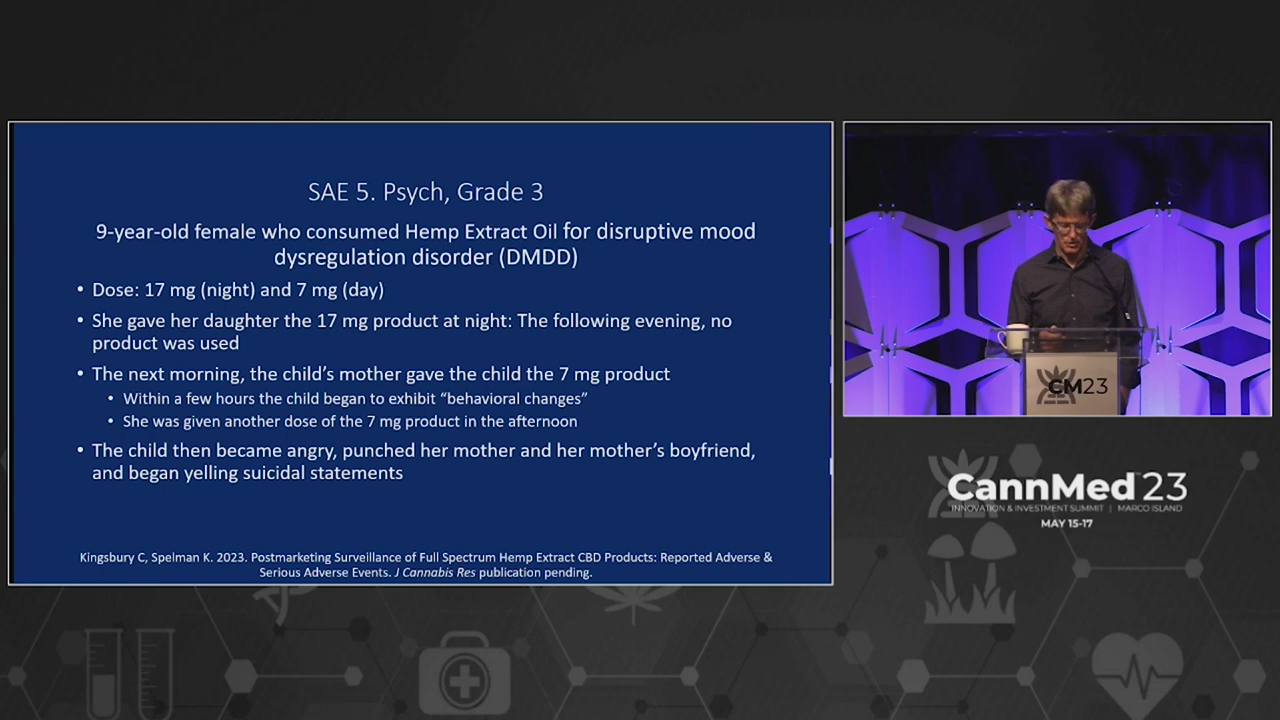 SAE 5. Psych, Grade 3
9-year-old female who consumed Hemp Extract Oil for disruptive mood
dysregulation disorder (DMDD)
• Dose: 17 mg (night) and 7 mg (day)
• She gave her daughter the 17 mg product at night: The following evening, no
product was used
• The next morning, the child’s mother gave the child the 7 mg product
• Within a few hours the child began to exhibit “behavioral changes”
• She was given another dose of the 7 mg product in the afternoon
• The child then became angry, punched her mother and her mother’s boyfriend,
and began yelling suicidal statements
Kingsbury C, Spelman K. 2023. Postmarketing Surveillance of Full Spectrum Hemp Extract CBD Products: Reported Adverse &
Serious Adverse Events. J Cannabis Res publication pending.
CM23
CannMed 23
INNOVATION & INVESTMENT SUMMIT | MARCO ISLAND
MAY 15-17